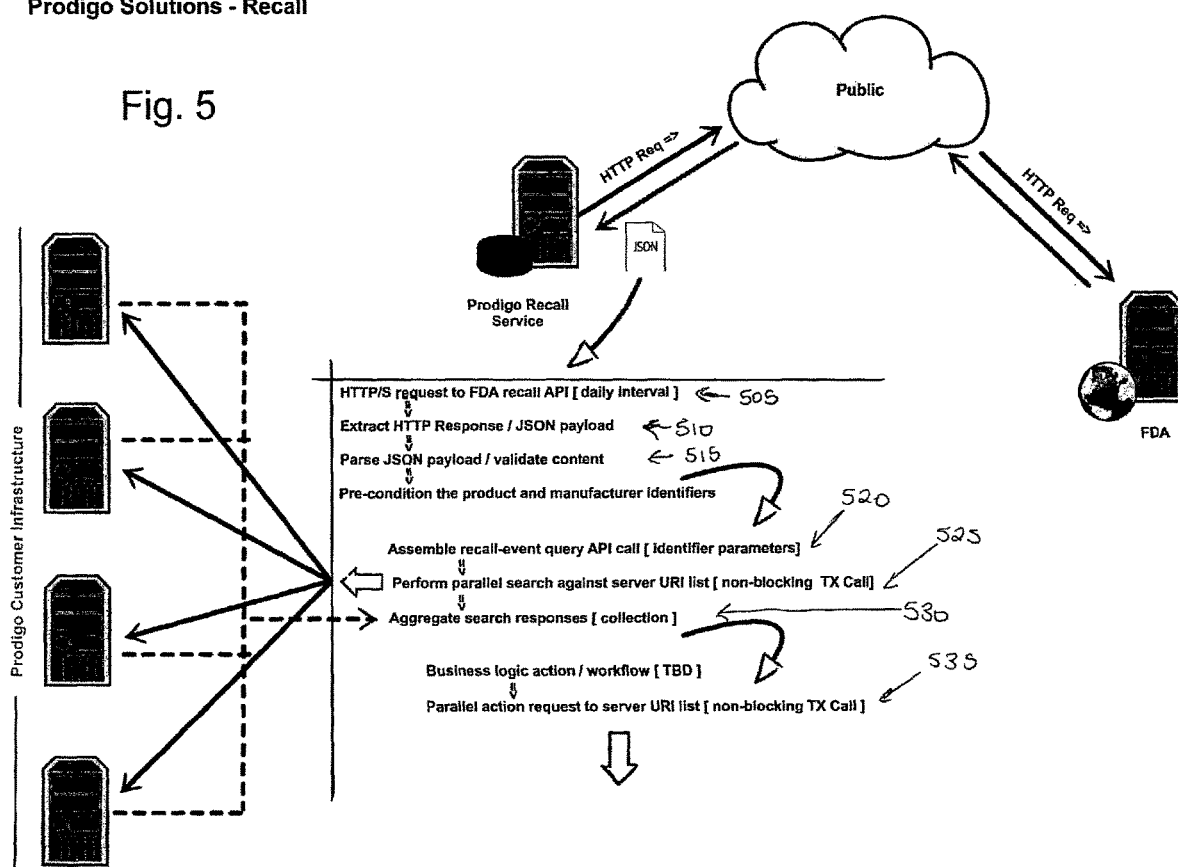 Prodigo Solutions - Recall
Fig. 5
Public
HTTP Req =>
HTTP Req =>
JSON
Prodigo Recall
Service
FDA
Prodigo Customer Infrastructure
HTTP/S request to FDA recall API [ daily interval ] 505
Extract HTTP Response / JSON payload 510
Parse JSON payload / validate content 515
Pre-condition the product and manufacturer identifiers
520
Assemble recall-event query API call [ identifier parameters]
525
Perform parallel search against server URI list [ non-blocking TX Call]
Aggregate search responses [ collection ] 530
Business logic action / workflow [ TBD ]
535
Parallel action request to server URI list [ non-blocking TX Call ]